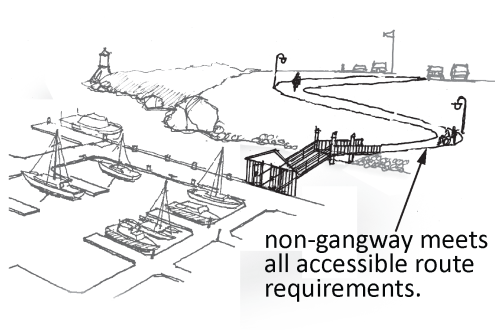 non-gangway meets
all accessible route
requirements.